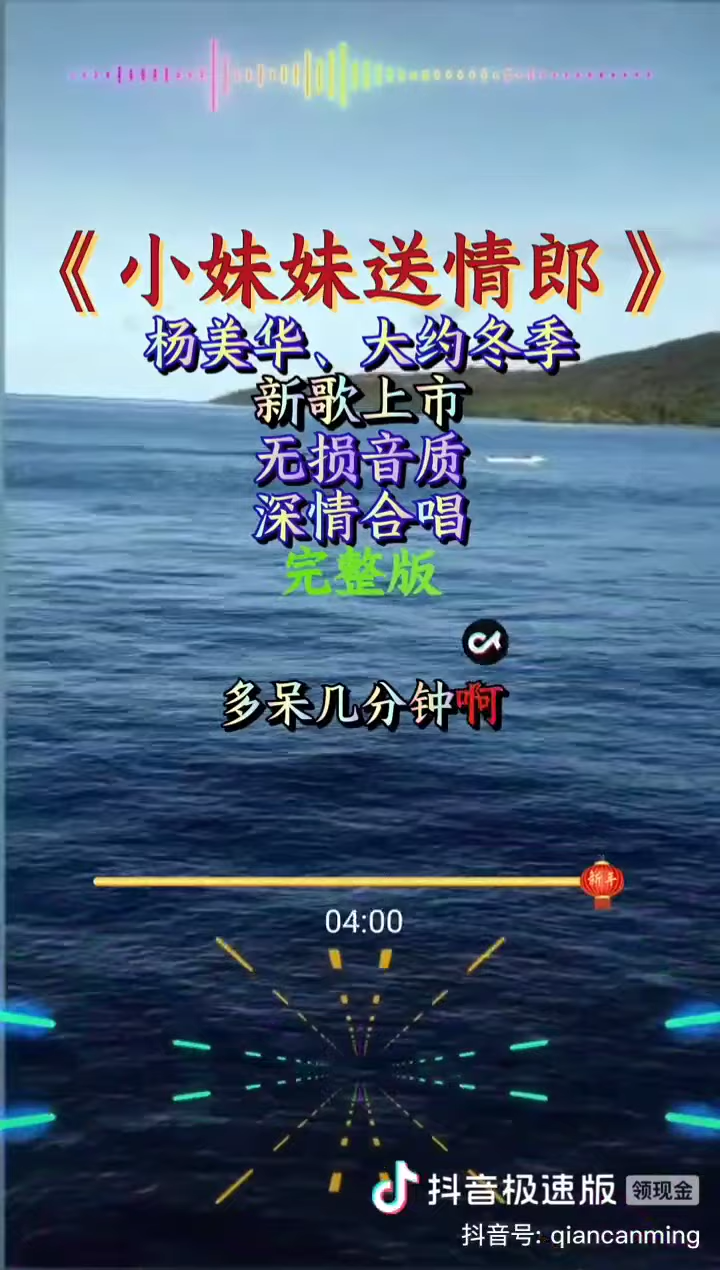 《小妹妹送情郎》
杨美华、大约冬季
新歌上市
无损音质
深情合唱
完整版
多呆几分钟啊
新年
04:00
抖音极速版 领现金
抖音号: qiancanming